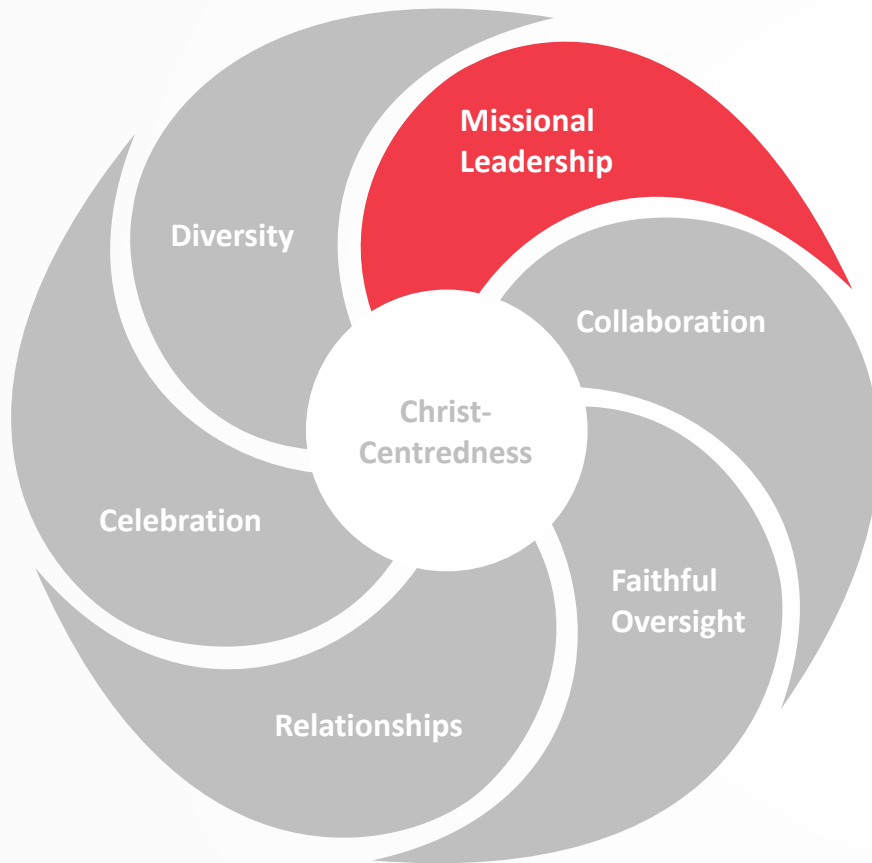 Missional
Leadership
Diversity
Collaboration
Christ-
Centredness
Celebration
Faithful
Oversight
Relationships